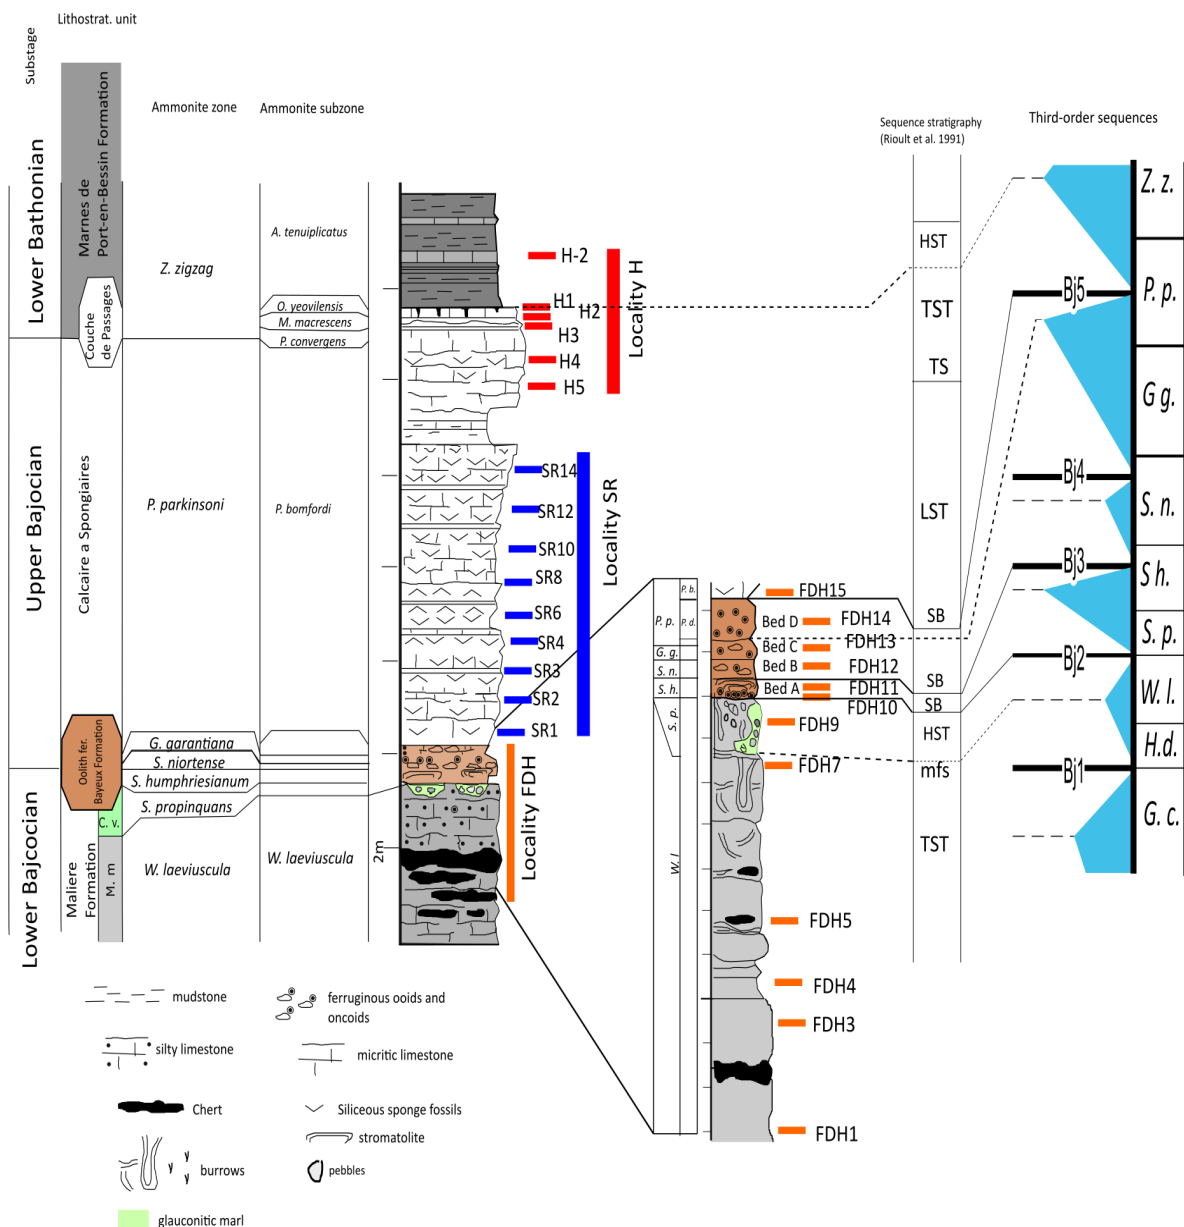 Substage
Lithostrat. unit
Ammonite zone
Ammonite subzone
Sequence stratigraphy
(Rioult et al. 1991)
Third-order sequences
Lower Bathonian
Upper Bajocian
Lower Bajcocian
Marnes de
Port-en-Bessin Formation
Couche
de Passages
Calcaire a Spongiaires
Oolith fer.
Bayeux Formation
C. v.
M. m
Maliere
Formation
Z. zigzag
P. parkinsoni
G. garantiana
S. niortense
S. humphriesianum
S. propinquans
W. laeviuscula
A. tenuiplicatus
O. yeovilensis
M. macrescens
P. convergens
P. bomfordi
W. laeviuscula
2m
H-2
H1
H2
H3
H4
H5
Locality H
SR14
SR12
SR10
SR8
SR6
SR4
SR3
SR2
SR1
Locality SR
Locality FDH
P. b.
P. p.
P. d.
G. g.
S. n.
S. h.
S. p.
W. l
Bed D
Bed C
Bed B
Bed A
FDH15
FDH14
FDH13
FDH12
FDH11
FDH10
FDH9
FDH7
FDH5
FDH4
FDH3
FDH1
HST
TST
TS
LST
SB
SB
SB
HST
mfs
TST
Bj5
Bj4
Bj3
Bj2
Bj1
Z. z.
P. p.
G g.
S. n.
S h.
S. p.
W. l.
H.d.
G. c.
mudstone
ferruginous ooids and
oncoids
silty limestone
micritic limestone
Chert
Siliceous sponge fossils
stromatolite
burrows
pebbles
glauconitic marl